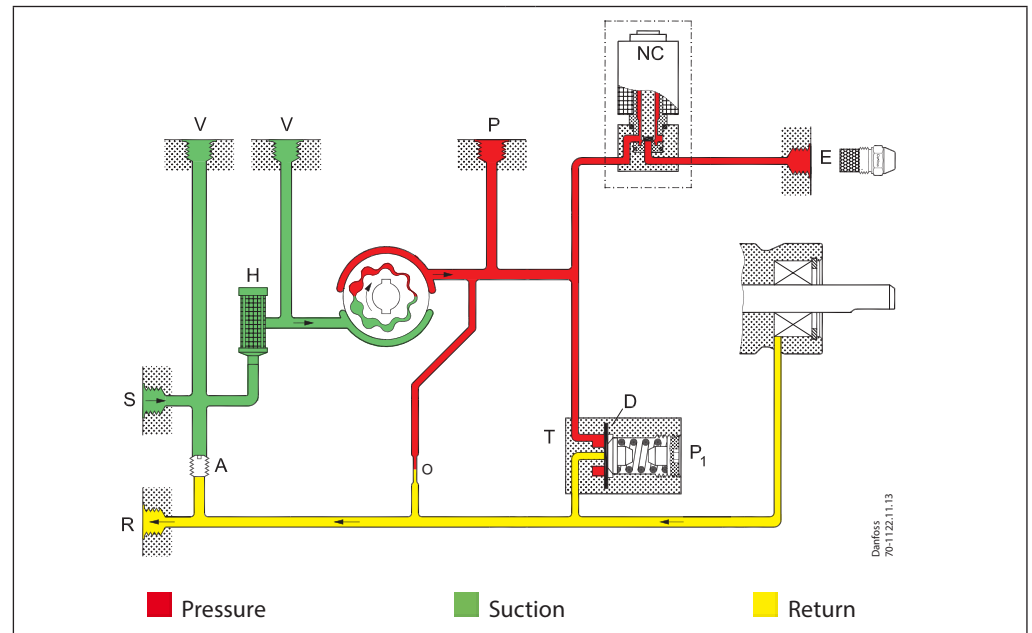 NC
V
V
P
E
H
S
A
D
T
P1
O
R
Danfoss
70-1122.11.13
Pressure
Suction
Return